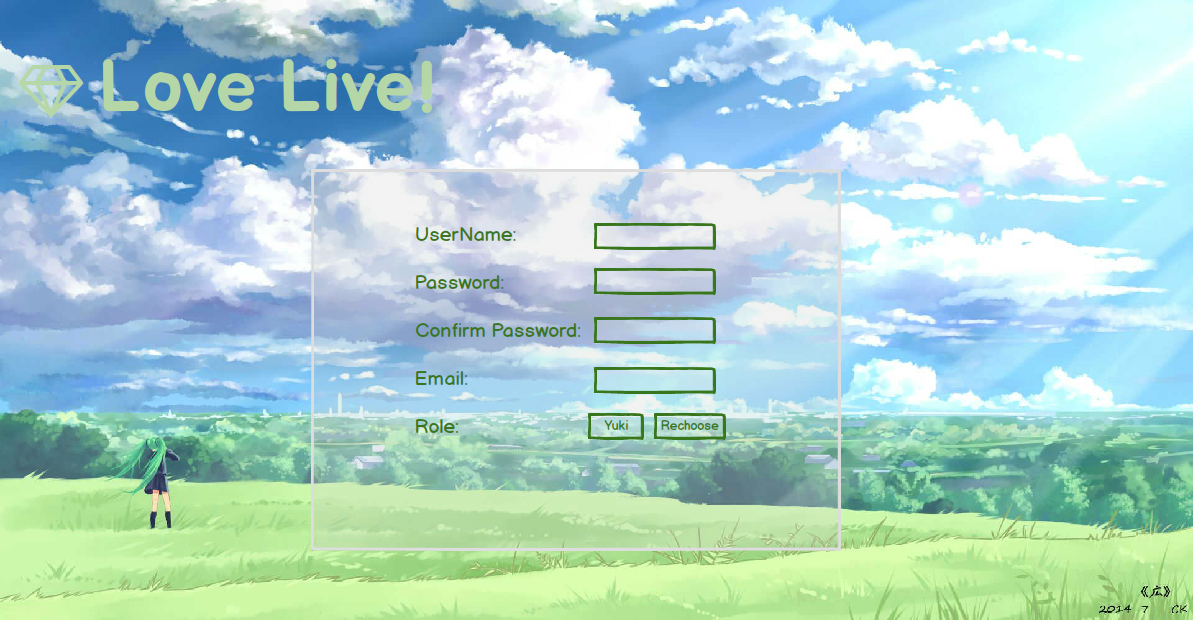 Love Live!
UserName:
Password:
Confirm Password:
Email:
Role: Yuki Rechoose
《広》
2014 7 CK